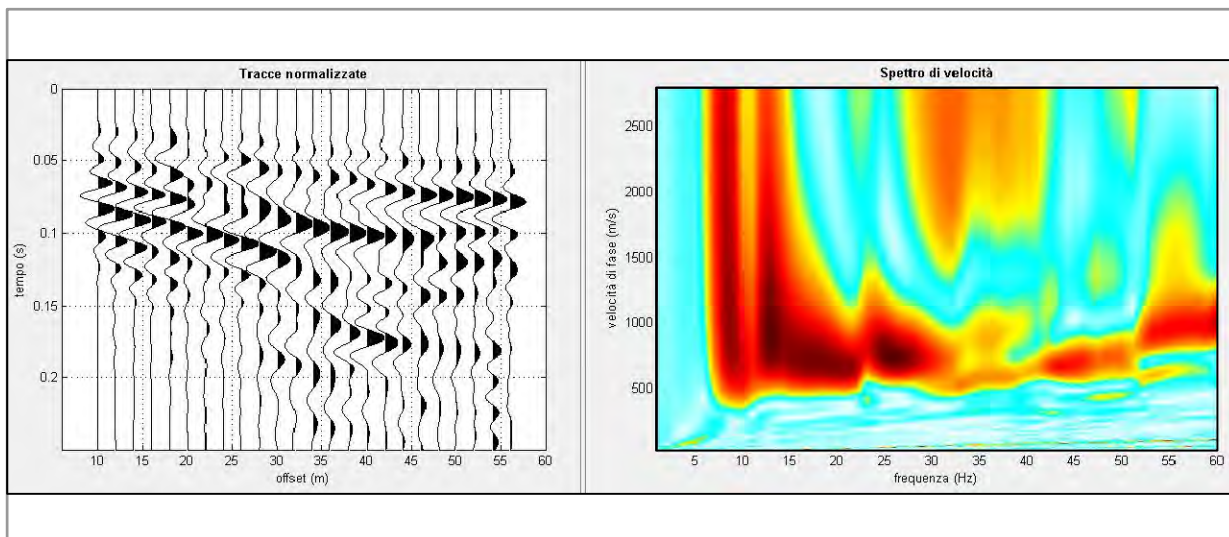 Tracce normalizzate
0
0.05
0.1
0.15
0.2
tempo (s)
10 15 20 25 30 35 40 45 50 55 60
offset (m)
Spettro di velocità
2500
2000
1500
1000
500
velocità di fase (m/s)
5 10 15 20 25 30 35 40 45 50 55 60
frequenza (Hz)